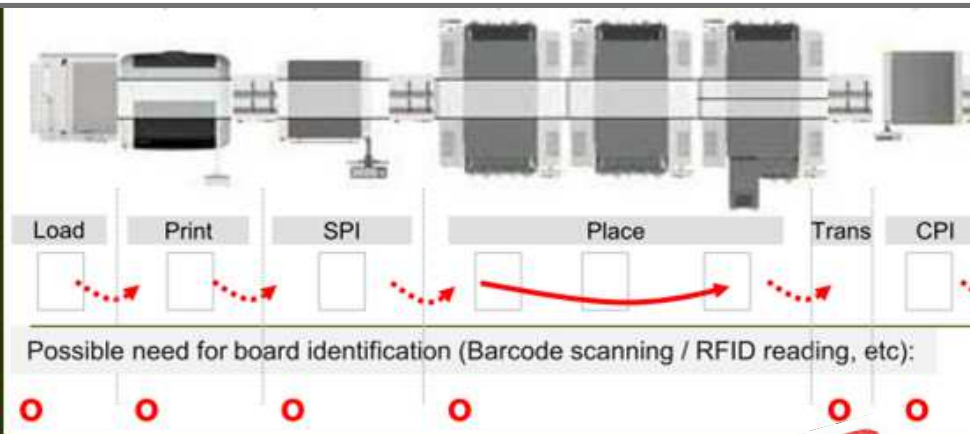 Load Print SPI Place Trans CPI
Possible need for board identification (Barcode scanning / RFID reading, etc):
O O O O O O